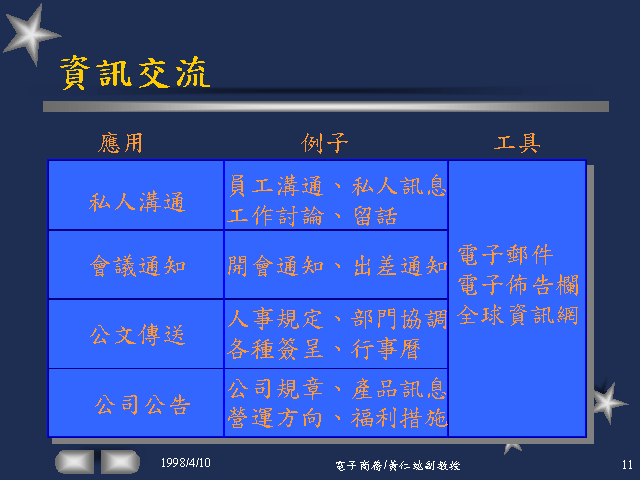 資訊交流
應用 例子 工具
私人溝通
員工溝通、私人訊息
工作討論、留話
會議通知
開會通知、出差通知
公文傳送
人事規定、部門協調
各種簽呈、行事曆
公司公告
公司規章、產品訊息
營運方向、福利措施
電子郵件
電子佈告欄
全球資訊網
1998/4/10
電子商務/黃仁 副教授
11